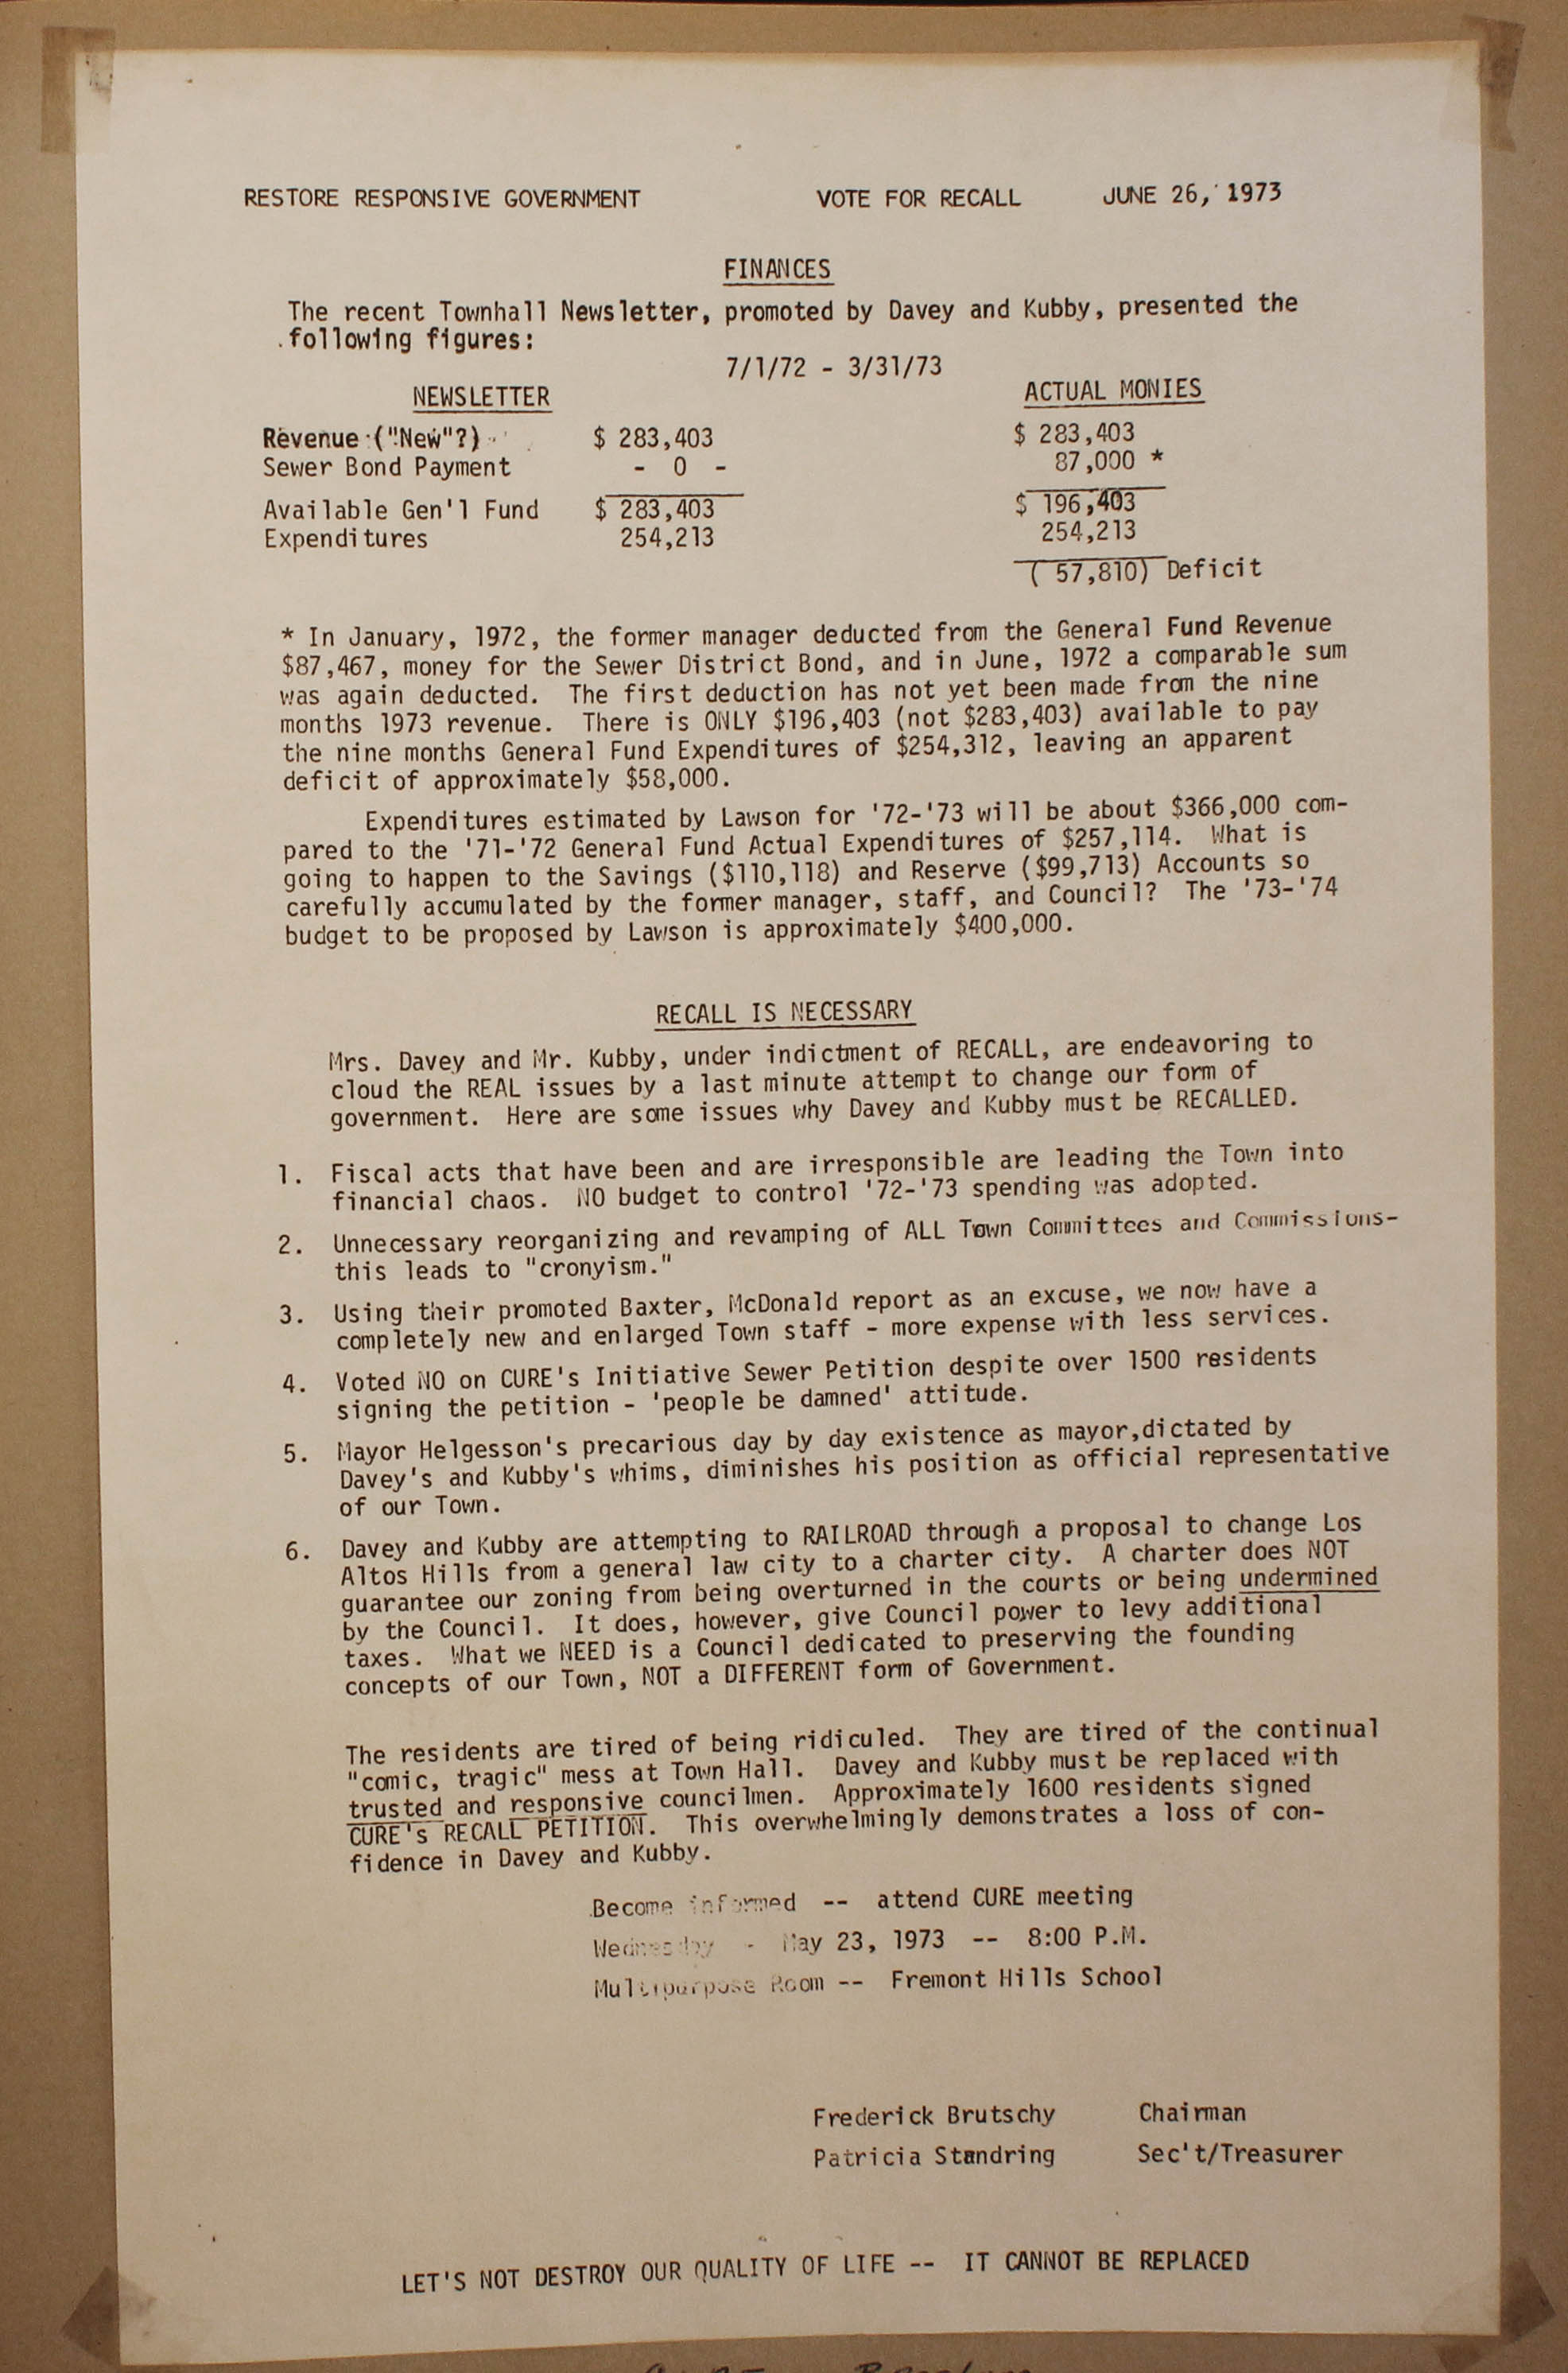 RESTORE RESPONSIVE GOVERNMENT VOTE FOR RECALL JUNE 26, 1973
FINANCES
The recent Townhall Newsletter, promoted by Davey and Kubby, presented the
following figures:
7/1/72 - 3/31/73
NEWSLETTER ACTUAL MONIES
Revenue ("New"?) $ 283,403 $ 283,403
Sewer Bond Payment - 0 - 87,000 *
Available Gen'l Fund $ 283,403 $ 196,403
Expenditures 254,213 254,213
( 57,810) Deficit
* In January, 1972, the former manager deducted from the General Fund Revenue
$87,467, money for the Sewer District Bond, and in June, 1972 a comparable sum
was again deducted. The first deduction has not yet been made from the nine
months 1973 revenue. There is ONLY $196,403 (not $283,403) available to pay
the nine months General Fund Expenditures of $254,312, leaving an apparent
deficit of approximately $58,000.
Expenditures estimated by Lawson for '72-'73 will be about $366,000 com-
pared to the '71-'72 General Fund Actual Expenditures of $257,114. What is
going to happen to the Savings ($110,118) and Reserve ($99,713) Accounts so
carefully accumulated by the former manager, staff, and Council? The '73-'74
budget to be proposed by Lawson is approximately $400,000.
RECALL IS NECESSARY
Mrs. Davey and Mr. Kubby, under indictment of RECALL, are endeavoring to
cloud the REAL issues by a last minute attempt to change our form of
government. Here are some issues why Davey and Kubby must be RECALLED.
1. Fiscal acts that have been and are irresponsible are leading the Town into
financial chaos. NO budget to control '72-'73 spending was adopted.
2. Unnecessary reorganizing and revamping of ALL Town Committees and Commissions-
this leads to "cronyism."
3. Using their promoted Baxter, McDonald report as an excuse, we now have a
completely new and enlarged Town staff - more expense with less services.
4. Voted NO on CURE's Initiative Sewer Petition despite over 1500 residents
signing the petition - 'people be damned' attitude.
5. Mayor Helgesson's precarious day by day existence as mayor,dictated by
Davey's and Kubby's whims, diminishes his position as official representative
of our Town.
6. Davey and Kubby are attempting to RAILROAD through a proposal to change Los
Altos Hills from a general law city to a charter city. A charter does NOT
guarantee our zoning from being overturned in the courts or being undermined
by the Council. It does, however, give Council power to levy additional
taxes. What we NEED is a Council dedicated to preserving the founding
concepts of our Town, NOT a DIFFERENT form of Government.
The residents are tired of being ridiculed. They are tired of the continual
"comic, tragic" mess at Town Hall. Davey and Kubby must be replaced with
trusted and responsive councilmen. Approximately 1600 residents signed
CURE's RECALL PETITION. This overwhelmingly demonstrates a loss of con-
fidence in Davey and Kubby.
Become informed -- attend CURE meeting
Wednesday - May 23, 1973 -- 8:00 P.M.
Multipurpose Room -- Fremont Hills School
Frederick Brutschy Chairman
Patricia Standring Sec't/Treasurer
LET'S NOT DESTROY OUR QUALITY OF LIFE -- IT CANNOT BE REPLACED